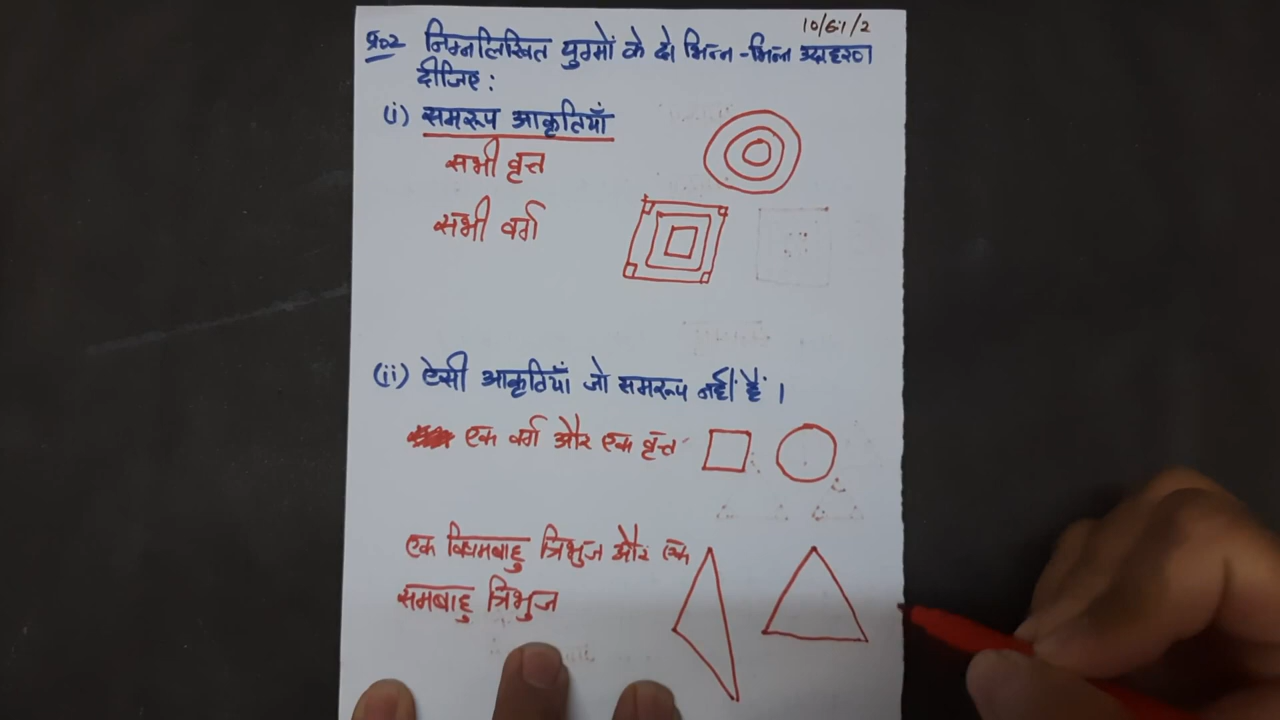 10/6.1/2
प्र०2 निम्नलिखित युग्मों के दो भिन्न-भिन्न उदाहरण
दीजिए:
(i) समरूप आकृतियाँ
सभी वृत्त
सभी वर्ग
(ii) ऐसी आकृतियाँ जो समरूप नहीं हैं ।
एक वर्ग और एक वृत्त
एक विषमबाहु त्रिभुज और एक
समबाहु त्रिभुज